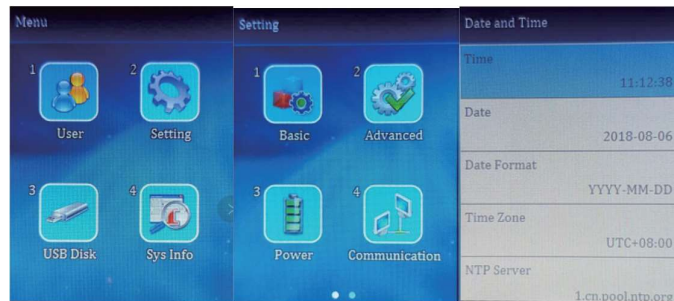 Menu
1
User
2
Setting
3
USB Disk
4
Sys Info
Setting
1
Basic
2
Advanced
3
Power
4
Communication
Date and Time
Time
11:12:38
Date
2018-08-06
Date Format
YYYY-MM-DD
Time Zone
UTC+08:00
NTP Server
1.cn.pool.ntp.org